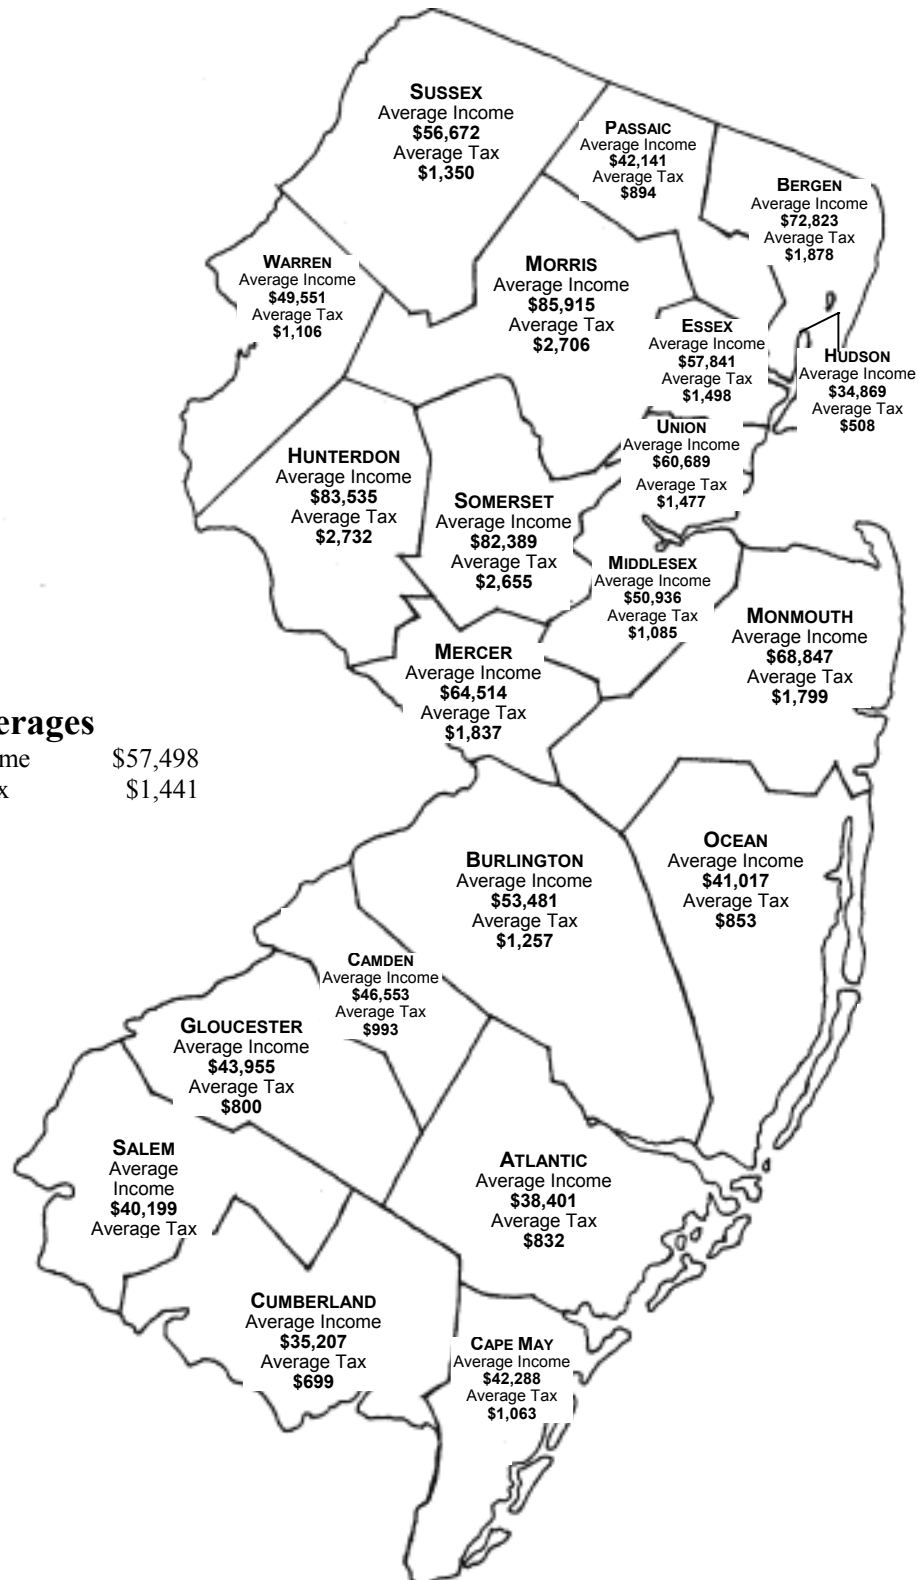 SUSSEX
Average Income
$56,672
Average Tax
$1,350
PASSAIC
Average Income
$42,141
Average Tax
$894
BERGEN
Average Income
$72,823
Average Tax
$1,878
WARREN
Average Income
$49,551
Average Tax
$1,106
MORRIS
Average Income
$85,915
Average Tax
$2,706
ESSEX
Average Income
$57,841
Average Tax
$1,498
HUDSON
Average Income
$34,869
Average Tax
$508
UNION
Average Income
$60,689
Average Tax
$1,477
HUNTERDON
Average Income
$83,535
Average Tax
$2,732
SOMERSET
Average Income
$82,389
Average Tax
$2,655
MIDDLESEX
Average Income
$50,936
Average Tax
$1,085
MONMOUTH
Average Income
$68,847
Average Tax
$1,799
MERCER
Average Income
$64,514
Average Tax
$1,837
erages
me $57,498
x $1,441
OCEAN
Average Income
$41,017
Average Tax
$853
BURLINGTON
Average Income
$53,481
Average Tax
$1,257
CAMDEN
Average Income
$46,553
Average Tax
$993
GLOUCESTER
Average Income
$43,955
Average Tax
$800
SALEM
Average
Income
$40,199
Average Tax
ATLANTIC
Average Income
$38,401
Average Tax
$832
CUMBERLAND
Average Income
$35,207
Average Tax
$699
CAPE MAY
Average Income
$42,288
Average Tax
$1,063